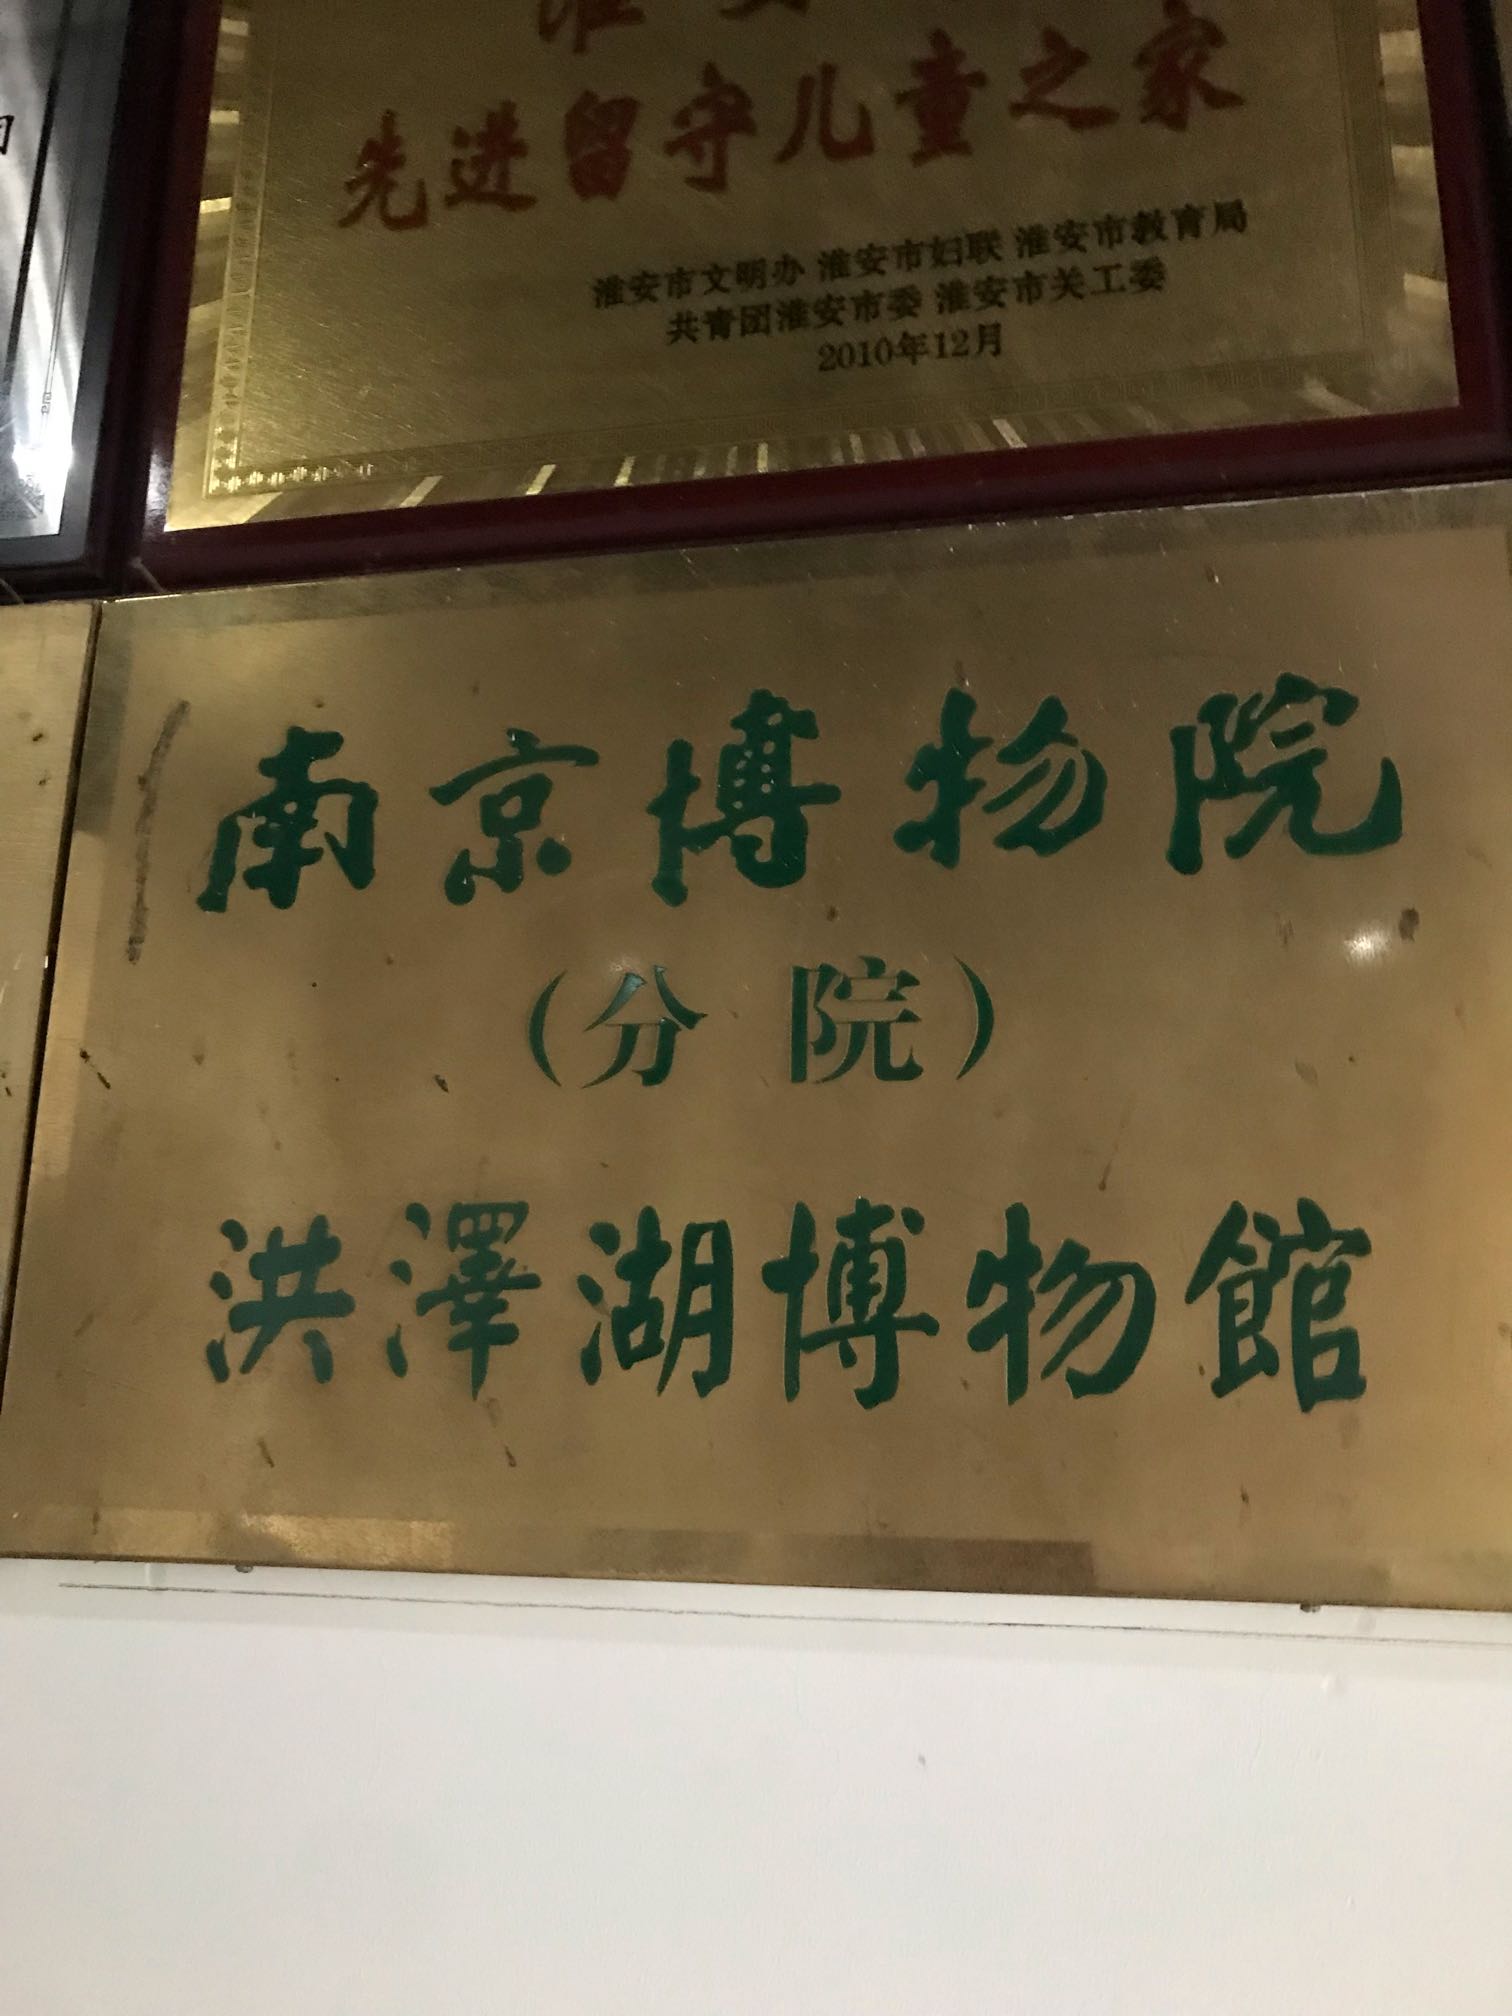 淮安
先进留守儿童之家
淮安市文明办 淮安市妇联 淮安市教育局
共青团淮安市委 淮安市关工委
2010年12月
南京博物院
（分 院）
洪澤湖博物館